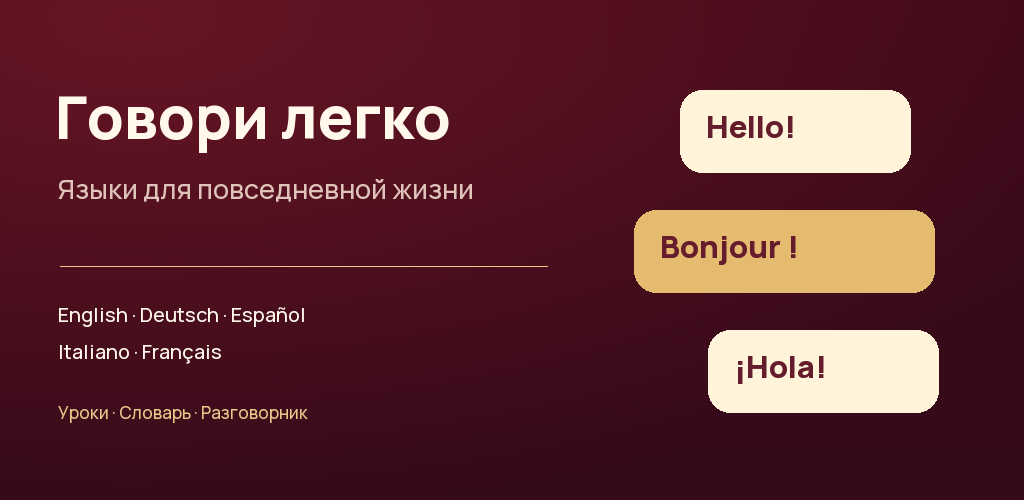 Говори легко
Языки для повседневной жизни
English · Deutsch · Español
Italiano · Français
Уроки · Словарь · Разговорник
Hello!
Bonjour !
¡Hola!